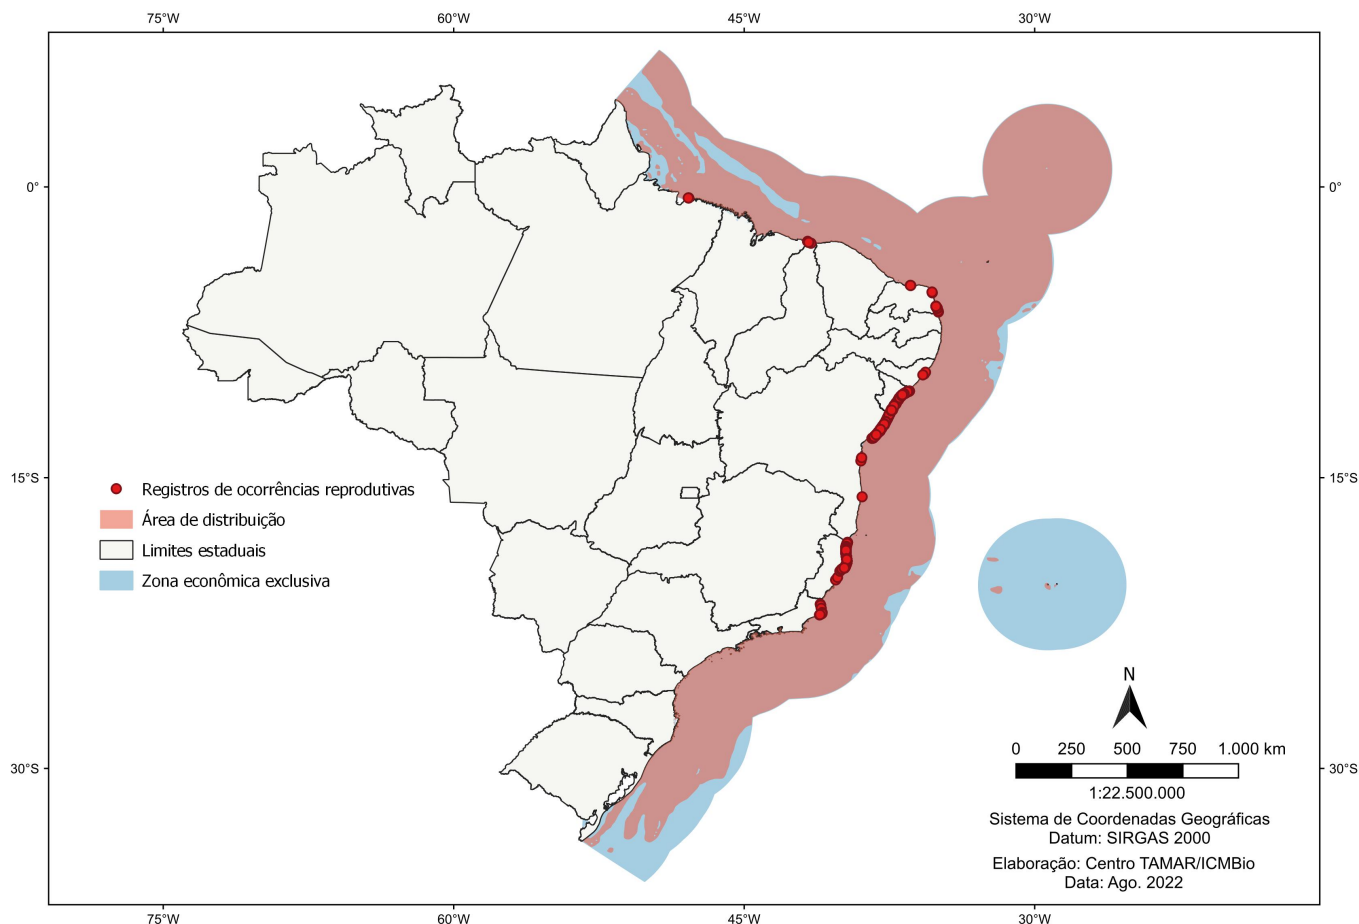 75°W 60°W 45°W 30°W
0° 0°
15°S 15°S
Registros de ocorrências reprodutivas
Área de distribuição
Limites estaduais
Zona econômica exclusiva
N
0 250 500 750 1.000 km
30°S 30°S
1:22.500.000
Sistema de Coordenadas Geográficas
Datum: SIRGAS 2000
Elaboração: Centro TAMAR/ICMBio
Data: Ago. 2022
75°W 60°W 45°W 30°W